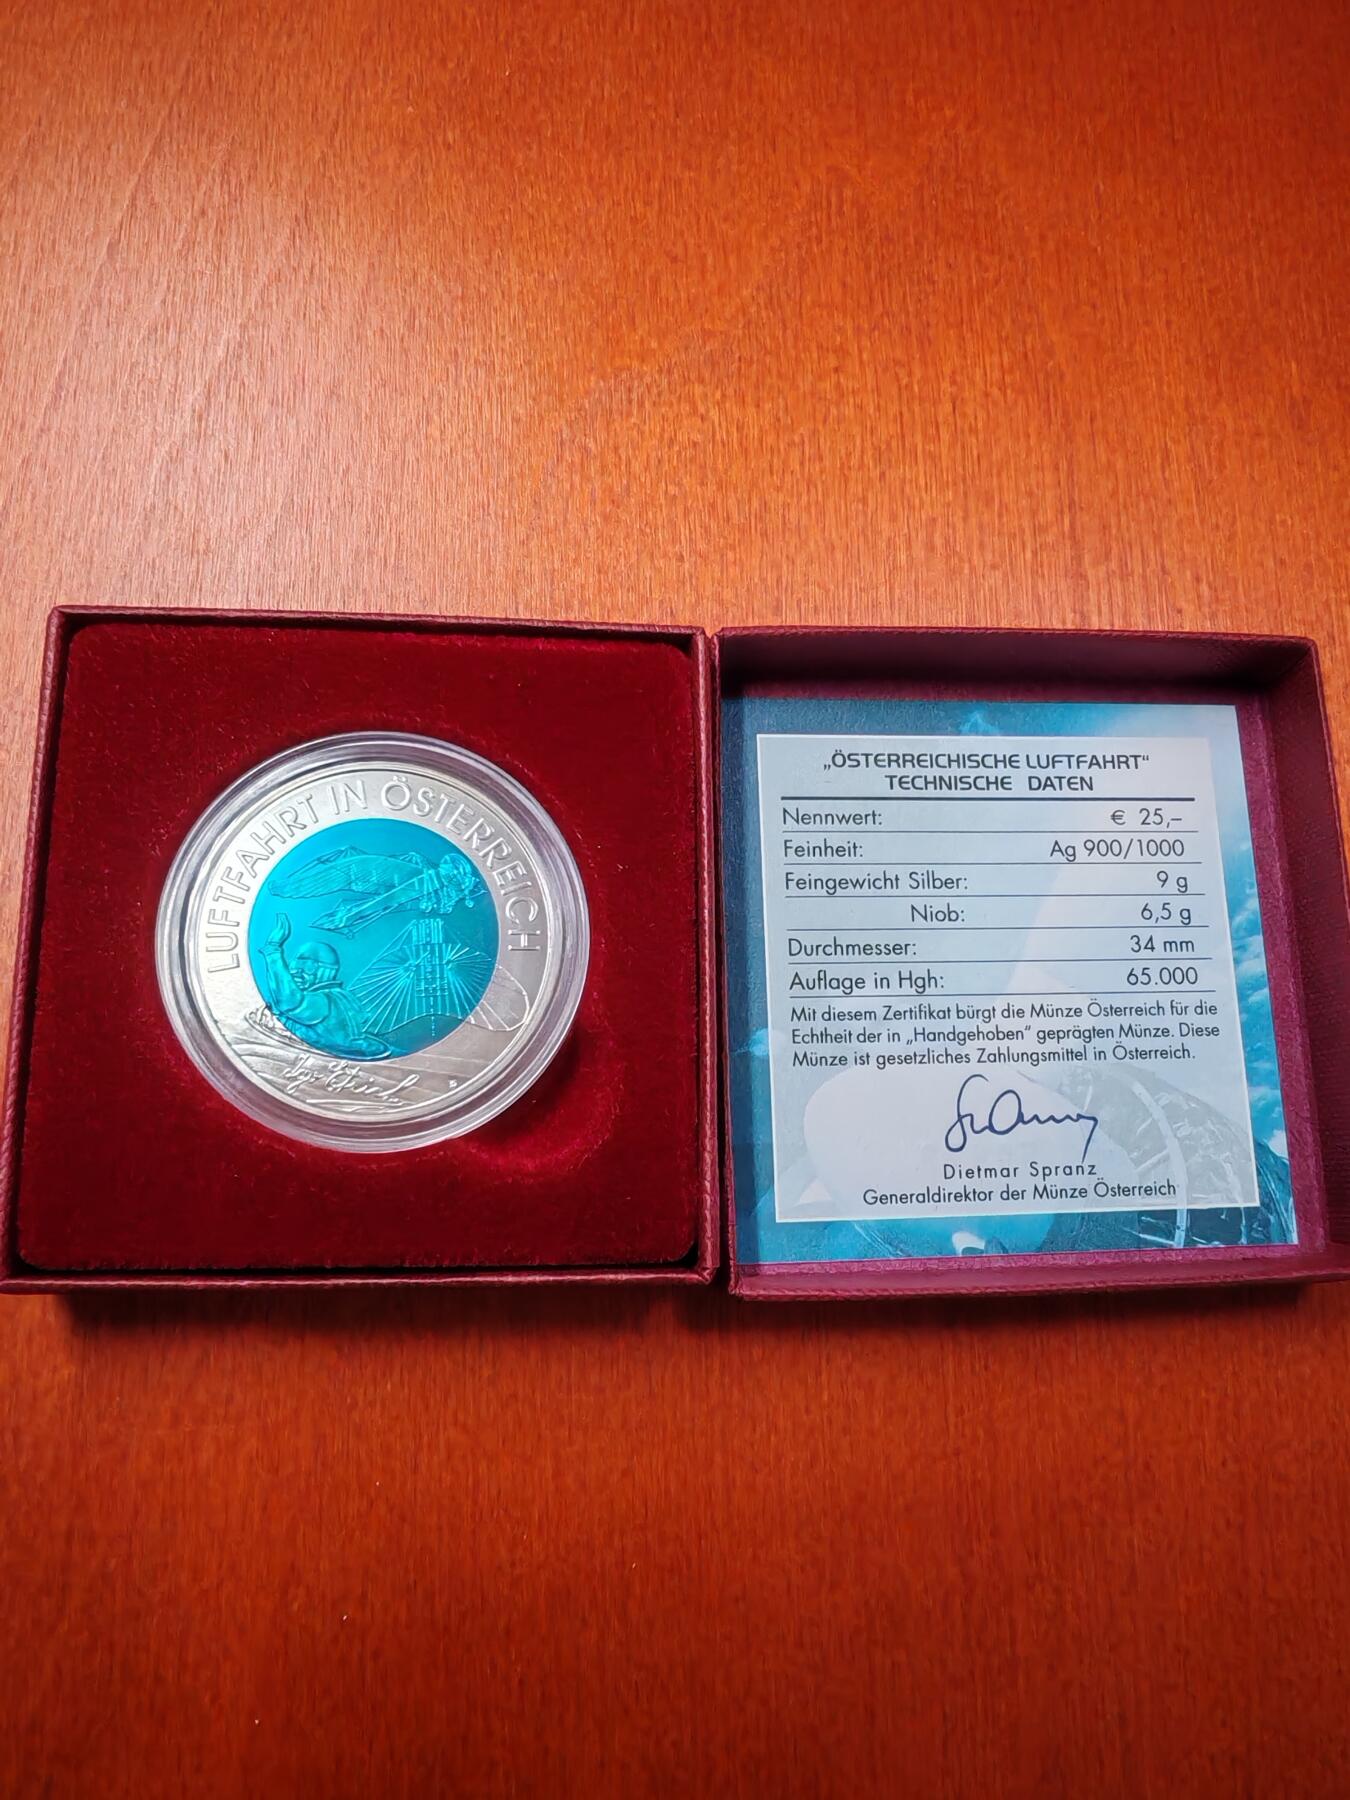 LUFTFAHRT IN ÖSTERREICH
Igo Etrich
„ÖSTERREICHISCHE LUFTFAHRT“
TECHNISCHE DATEN
Nennwert: € 25,–
Feinheit: Ag 900/1000
Feingewicht Silber: 9 g
Niob: 6,5 g
Durchmesser: 34 mm
Auflage in Hgh: 65.000
Mit diesem Zertifikat bürgt die Münze Österreich für die
Echtheit der in „Handgehoben“ geprägten Münze. Diese
Münze ist gesetzliches Zahlungsmittel in Österreich.
Dietmar Spranz
Generaldirektor der Münze Österreich